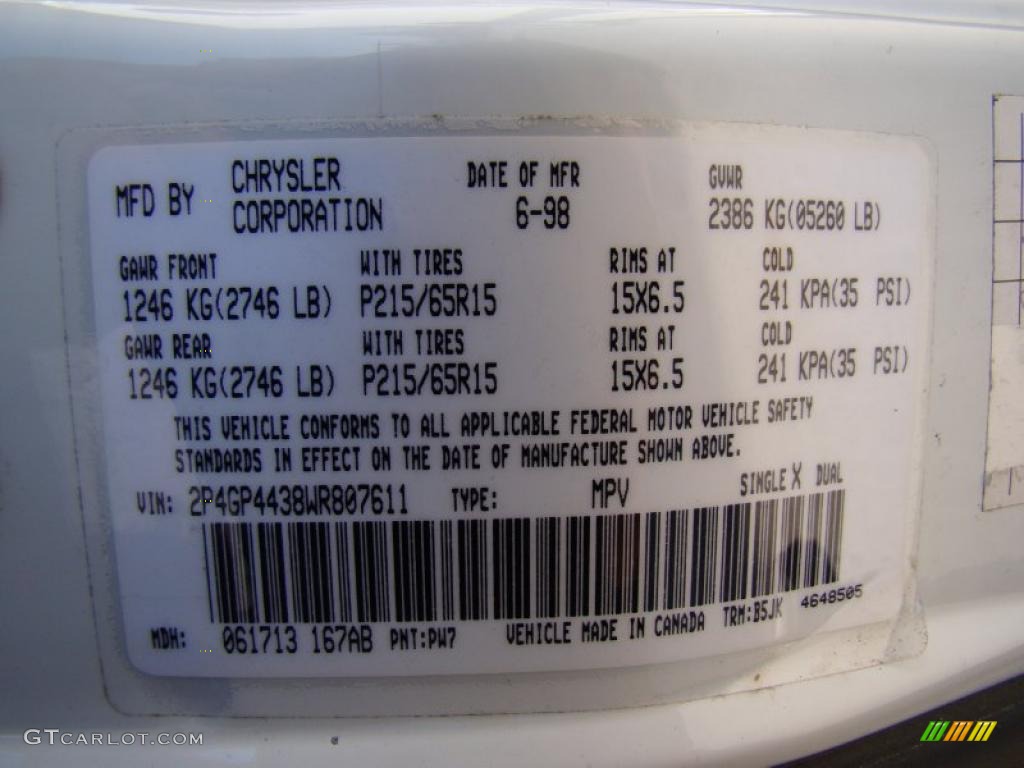 MFD BY CHRYSLER CORPORATION DATE OF MFR 6-98 GVWR 2386 KG(05260 LB)
GAWR FRONT WITH TIRES RIMS AT COLD
1246 KG(2746 LB) P215/65R15 15X6.5 241 KPA(35 PSI)
GAWR REAR WITH TIRES RIMS AT COLD
1246 KG(2746 LB) P215/65R15 15X6.5 241 KPA(35 PSI)
THIS VEHICLE CONFORMS TO ALL APPLICABLE FEDERAL MOTOR VEHICLE SAFETY
STANDARDS IN EFFECT ON THE DATE OF MANUFACTURE SHOWN ABOVE.
VIN: 2P4GP4438WR807611 TYPE: MPV SINGLE X DUAL
MDH: 061713 167AB PNT:PW7 VEHICLE MADE IN CANADA TRM:B5JK 4648505
GTCARLOT.COM